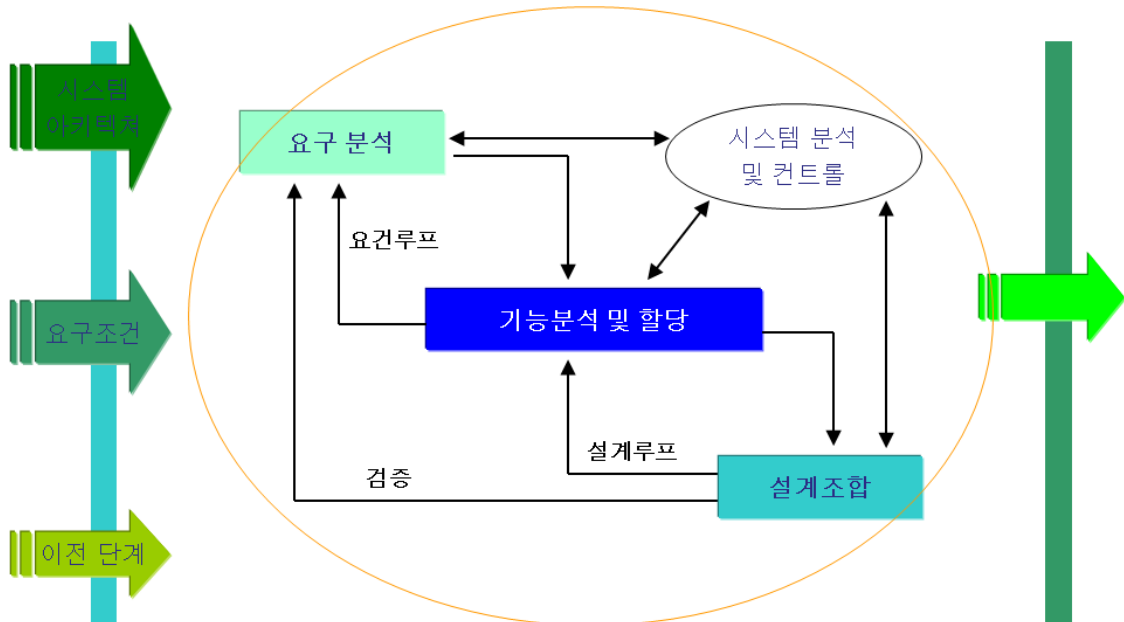 시스템
아키텍쳐
요구 분석
시스템 분석
및 컨트롤
요건루프
요구조건
기능분석 및 할당
설계루프
검증
설계조합
이전 단계